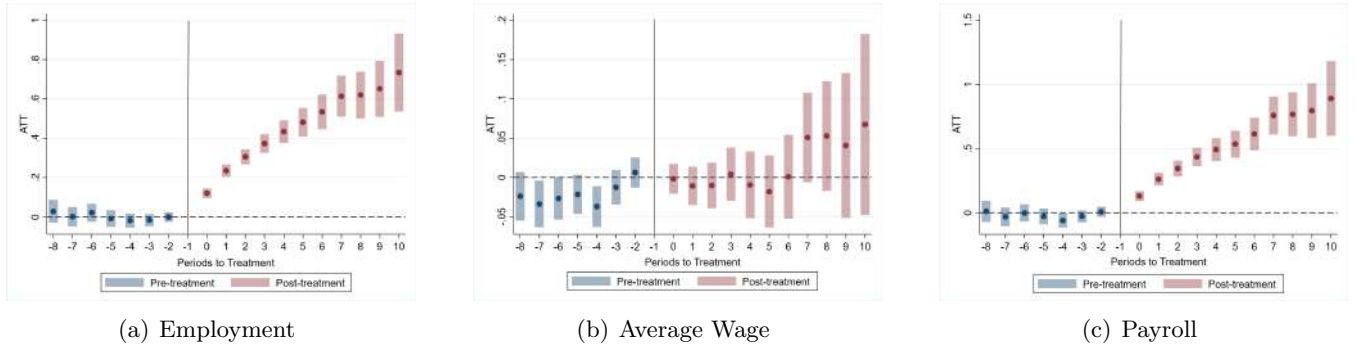 1
.8
.6
.4
.2
0
ATT
-8 -7 -6 -5 -4 -3 -2 -1 0 1 2 3 4 5 6 7 8 9 10
Periods to Treatment
Pre-treatment Post-treatment
(a) Employment
.2
.15
.1
.05
0
-.05
ATT
-8 -7 -6 -5 -4 -3 -2 -1 0 1 2 3 4 5 6 7 8 9 10
Periods to Treatment
Pre-treatment Post-treatment
(b) Average Wage
1.5
1
.5
0
ATT
-8 -7 -6 -5 -4 -3 -2 -1 0 1 2 3 4 5 6 7 8 9 10
Periods to Treatment
Pre-treatment Post-treatment
(c) Payroll